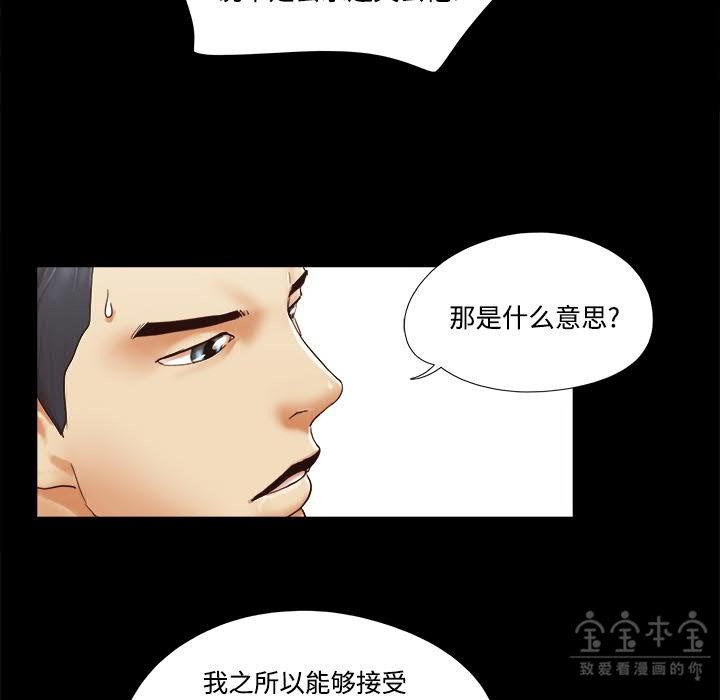 那是什么意思?
我之所以能够接受
宝宝本宝
致爱看漫画的你